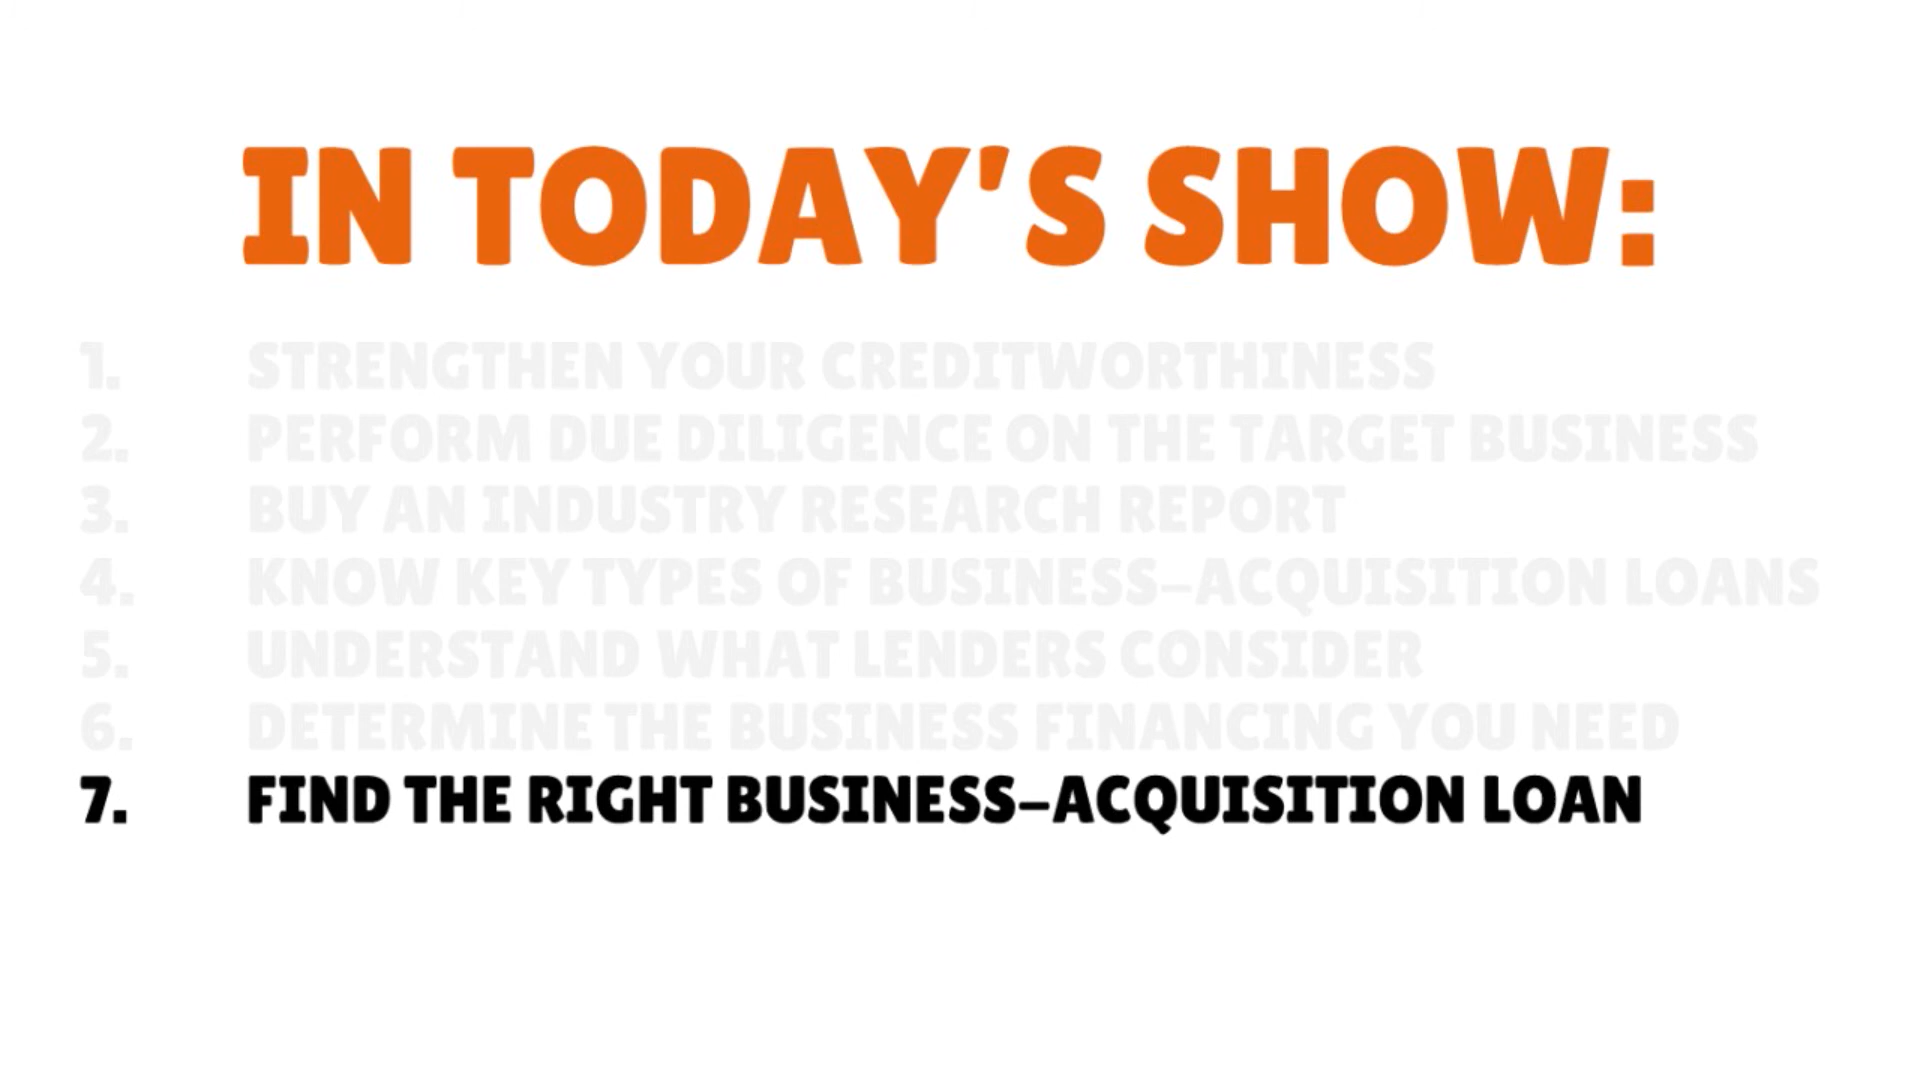 IN TODAY'S SHOW:
1. STRENGTHEN YOUR CREDITWORTHINESS
2. PERFORM DUE DILIGENCE ON THE TARGET BUSINESS
3. BUY AN INDUSTRY RESEARCH REPORT
4. KNOW KEY TYPES OF BUSINESS–ACQUISITION LOANS
5. UNDERSTAND WHAT LENDERS CONSIDER
6. DETERMINE THE BUSINESS FINANCING YOU NEED
7. FIND THE RIGHT BUSINESS–ACQUISITION LOAN